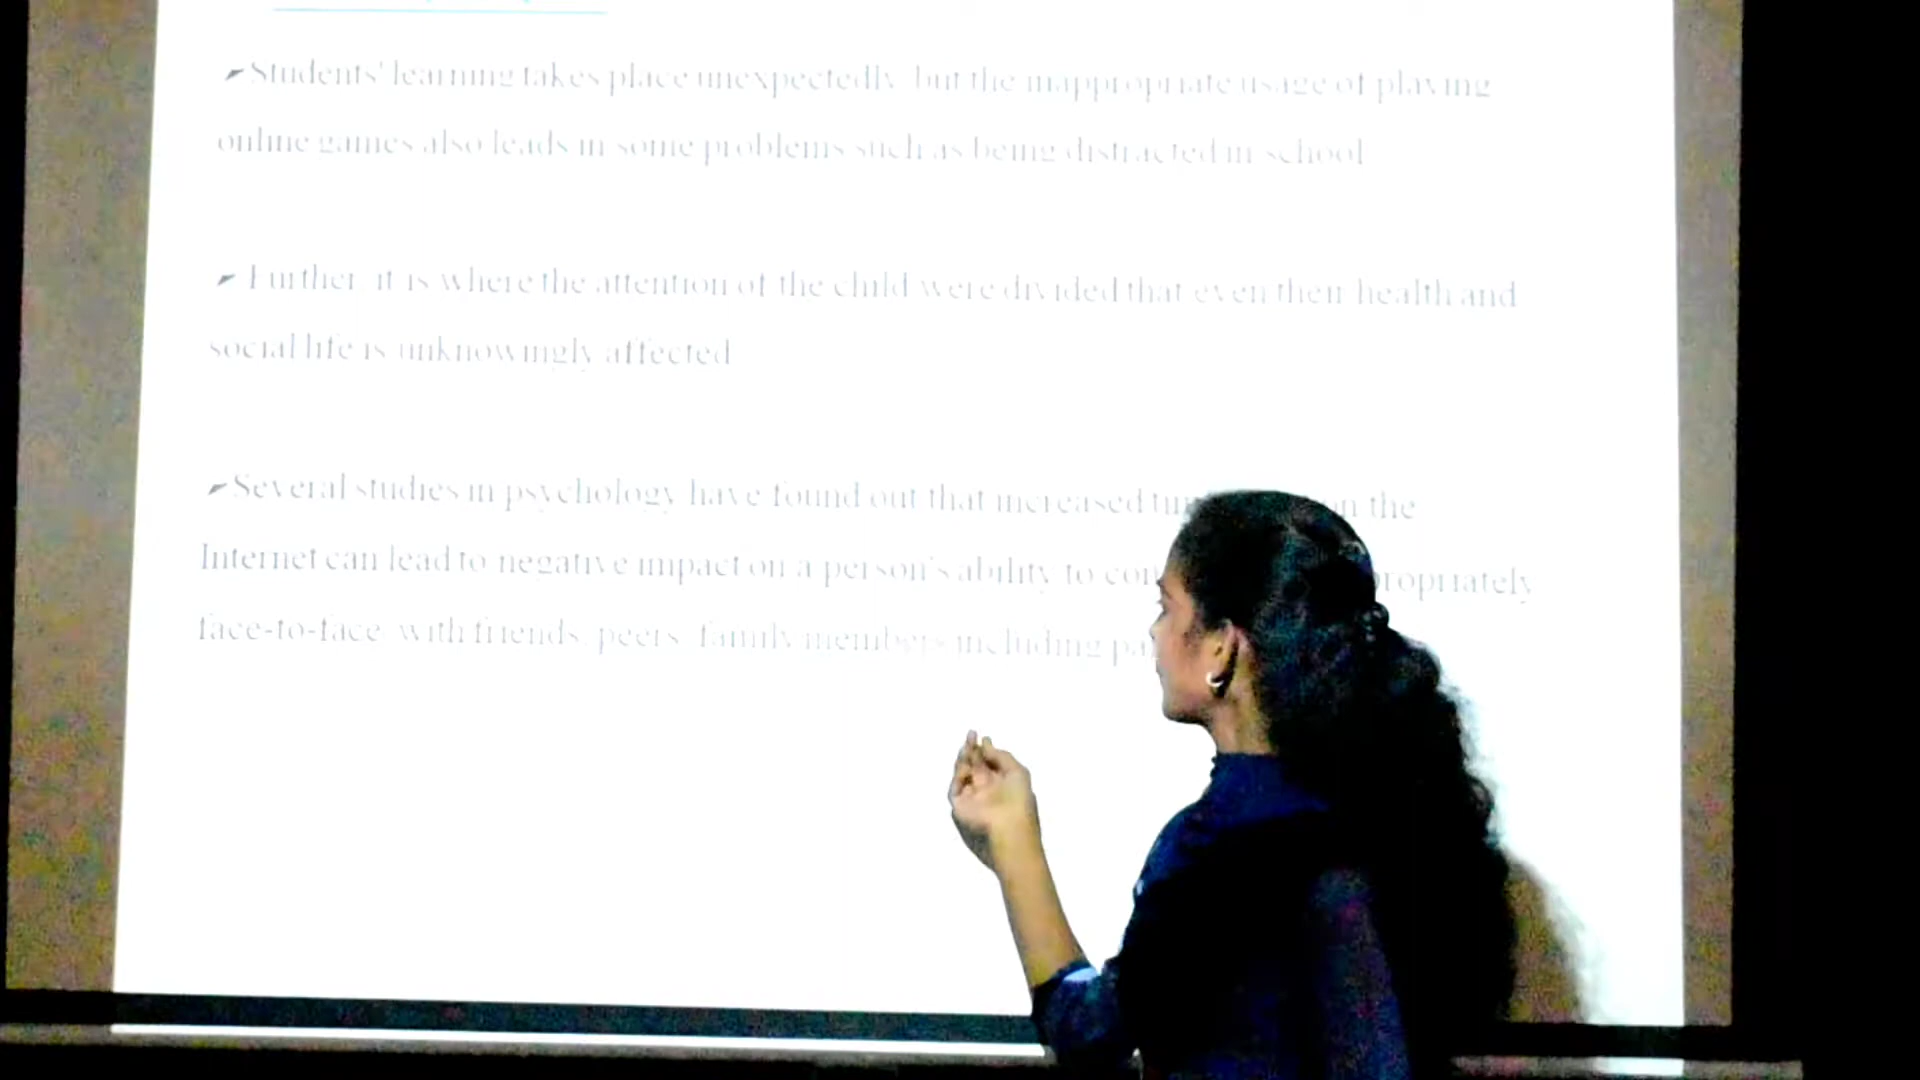 Students' learning takes place unexpectedly, but the inappropriate usage of playing
online games also leads in some problems such as being distracted in school
Further, it is where the attention of the child were divided that even their health and
social life is unknowingly affected
Several studies in psychology have found out that increased the
Internet can lead to negative impact on a person's ability to
face-to-face with friends, peers, family members including